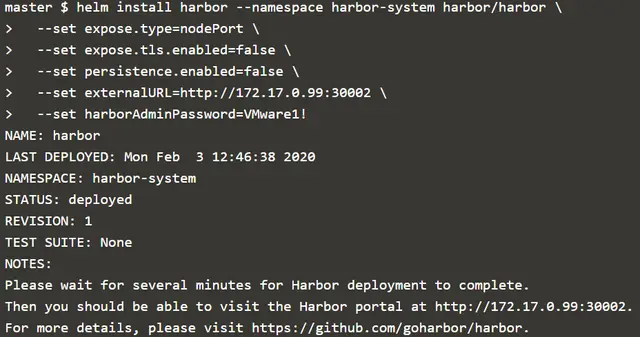 master $ helm install harbor --namespace harbor-system harbor/harbor \
>   --set expose.type=nodePort \
>   --set expose.tls.enabled=false \
>   --set persistence.enabled=false \
>   --set externalURL=http://172.17.0.99:30002 \
>   --set harborAdminPassword=VMware1!
NAME: harbor
LAST DEPLOYED: Mon Feb  3 12:46:38 2020
NAMESPACE: harbor-system
STATUS: deployed
REVISION: 1
TEST SUITE: None
NOTES:
Please wait for several minutes for Harbor deployment to complete.
Then you should be able to visit the Harbor portal at http://172.17.0.99:30002.
For more details, please visit https://github.com/goharbor/harbor.